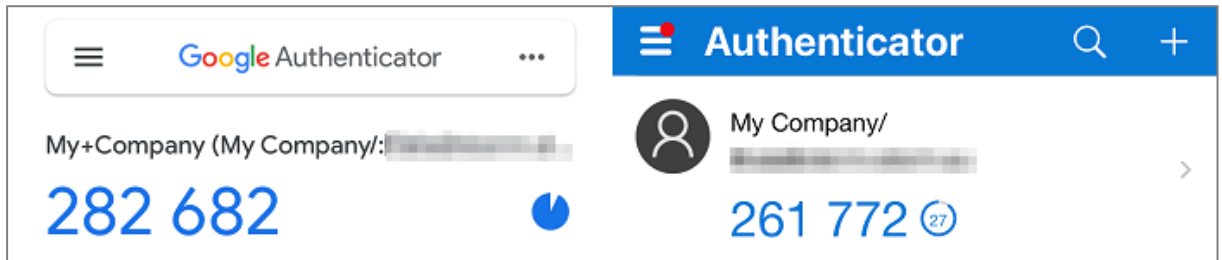 Google Authenticator
My+Company (My Company/:
282 682
Authenticator
My Company/
261 772 27